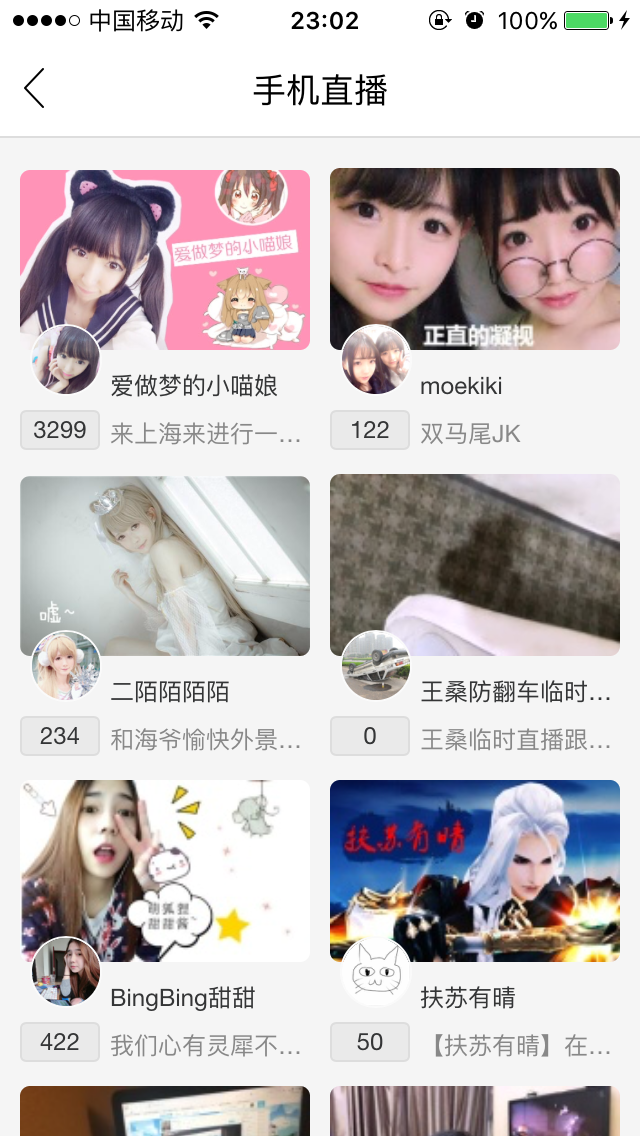 中国移动 23:02 100%
手机直播
爱做梦的小喵娘
正直的凝视
爱做梦的小喵娘
moekiki
3299 来上海来进行一…
122 双马尾JK
嘘~
二陌陌陌陌
王桑防翻车临时…
234 和海爷愉快外景…
0 王桑临时直播跟…
扶苏有晴
甜甜酱~
BingBing甜甜
扶苏有晴
422 我们心有灵犀不…
50 【扶苏有晴】在…